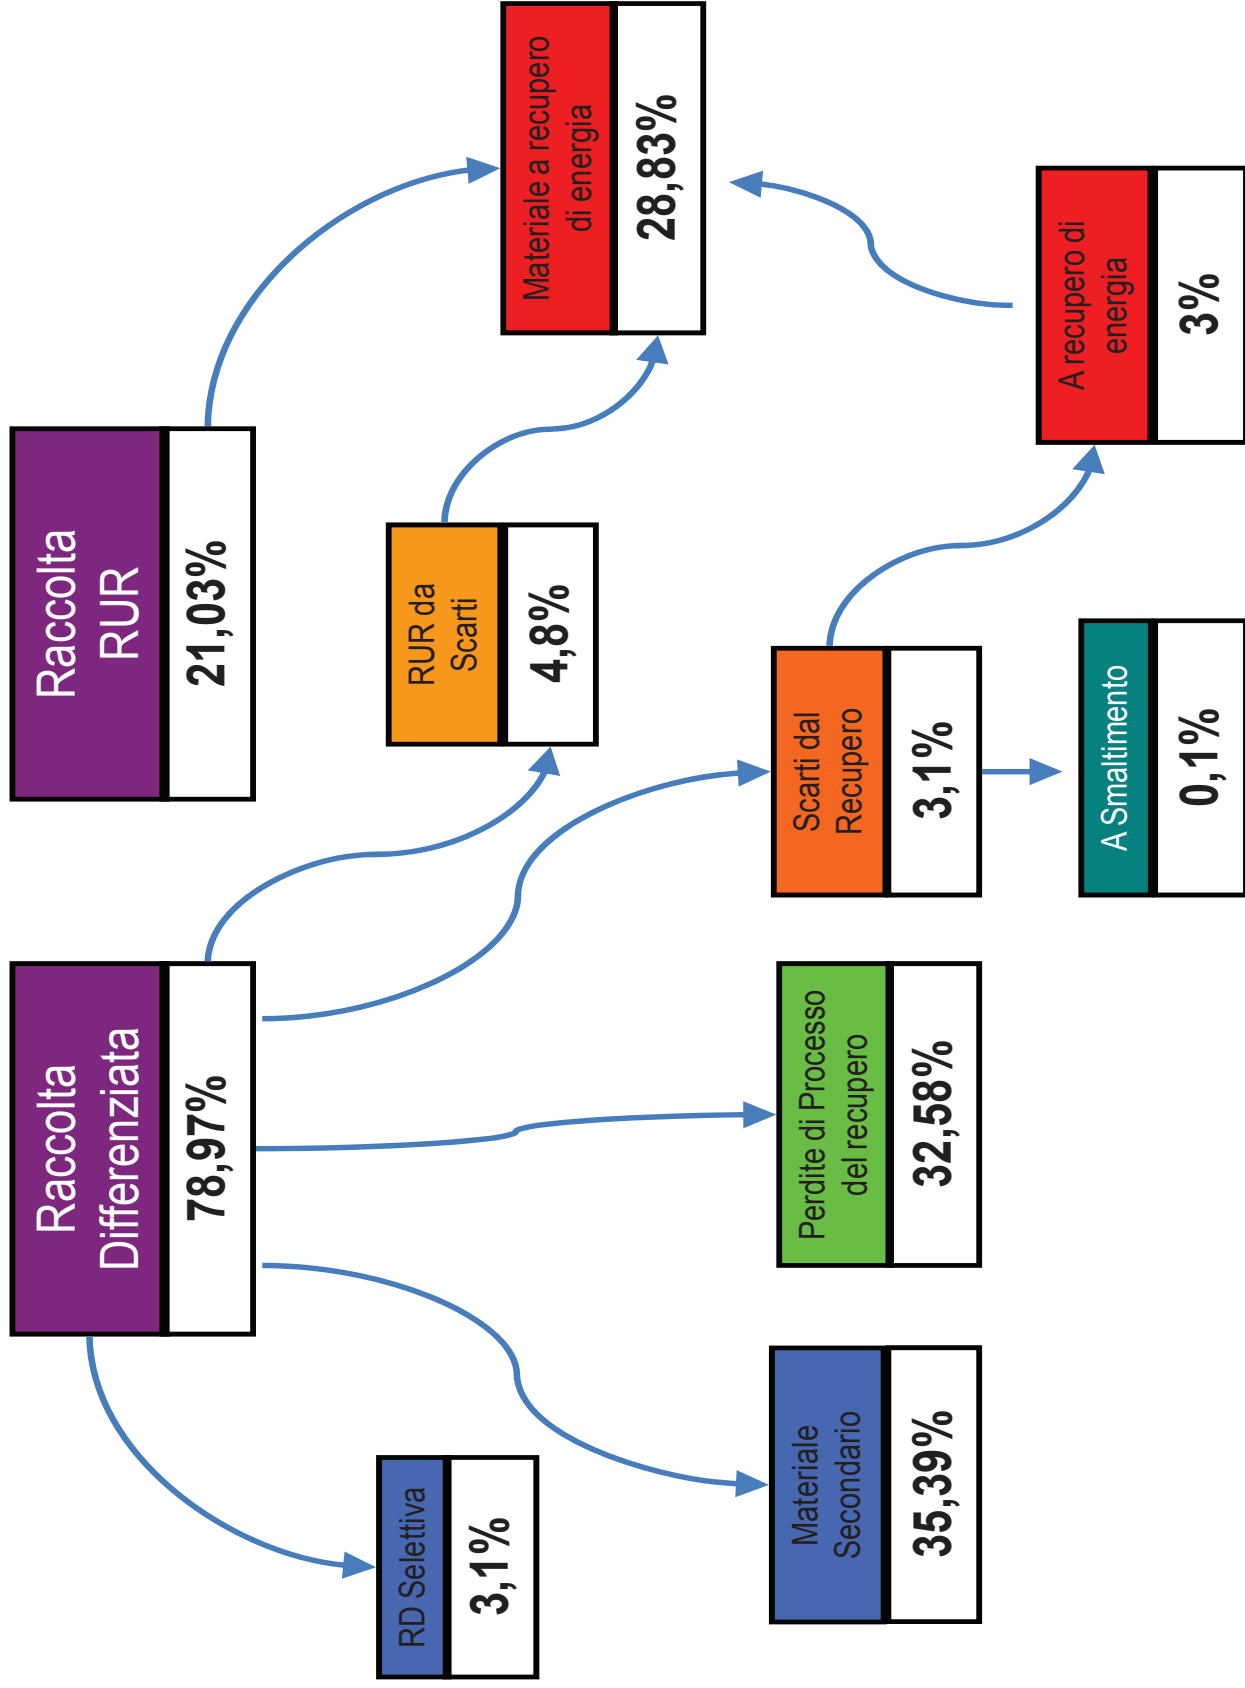 Raccolta
Differenziata
78,97%
Raccolta
RUR
21,03%
RD Selettiva
3,1%
RUR da
Scarti
4,8%
Materiale a recupero
di energia
28,83%
Materiale
Secondario
35,39%
Perdite di Processo
del recupero
32,58%
Scarti dal
Recupero
3,1%
A recupero di
energia
3%
A Smaltimento
0,1%